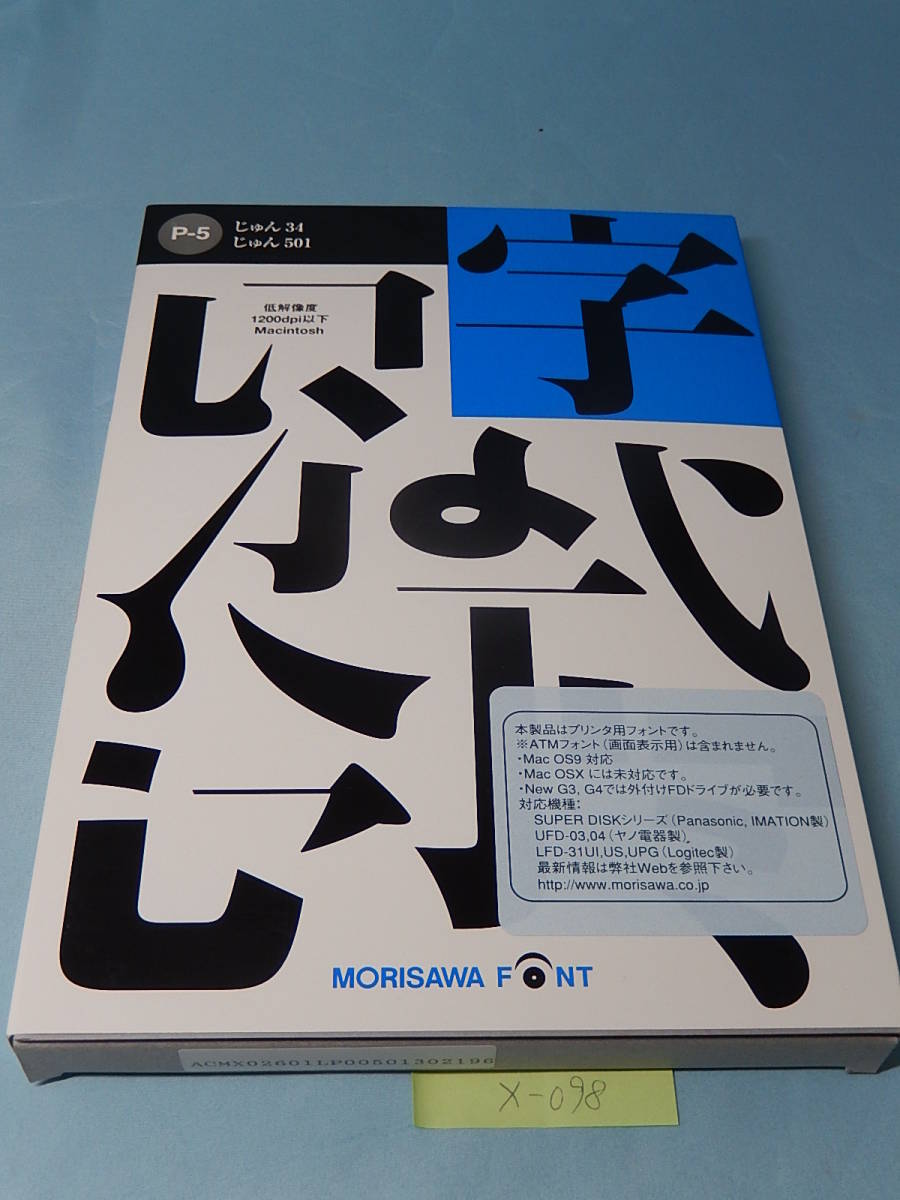 P-5
じゅん 34
じゅん 501
低解像度
1200dpi以下
Macintosh
字
本製品はプリンタ用フォントです。
※ATMフォント（画面表示用）は含まれません。
・Mac OS9 対応
・Mac OSX には未対応です。
・New G3, G4では外付けFDドライブが必要です。
対応機種：
SUPER DISKシリーズ（Panasonic, IMATION製）
UFD-03,04（ヤノ電器製）
LFD-31UI,US,UPG（Logitec製）
最新情報は弊社Webを参照下さい。
http://www.morisawa.co.jp
MORISAWA FONT
ACMX02601LP00501302196
X-098